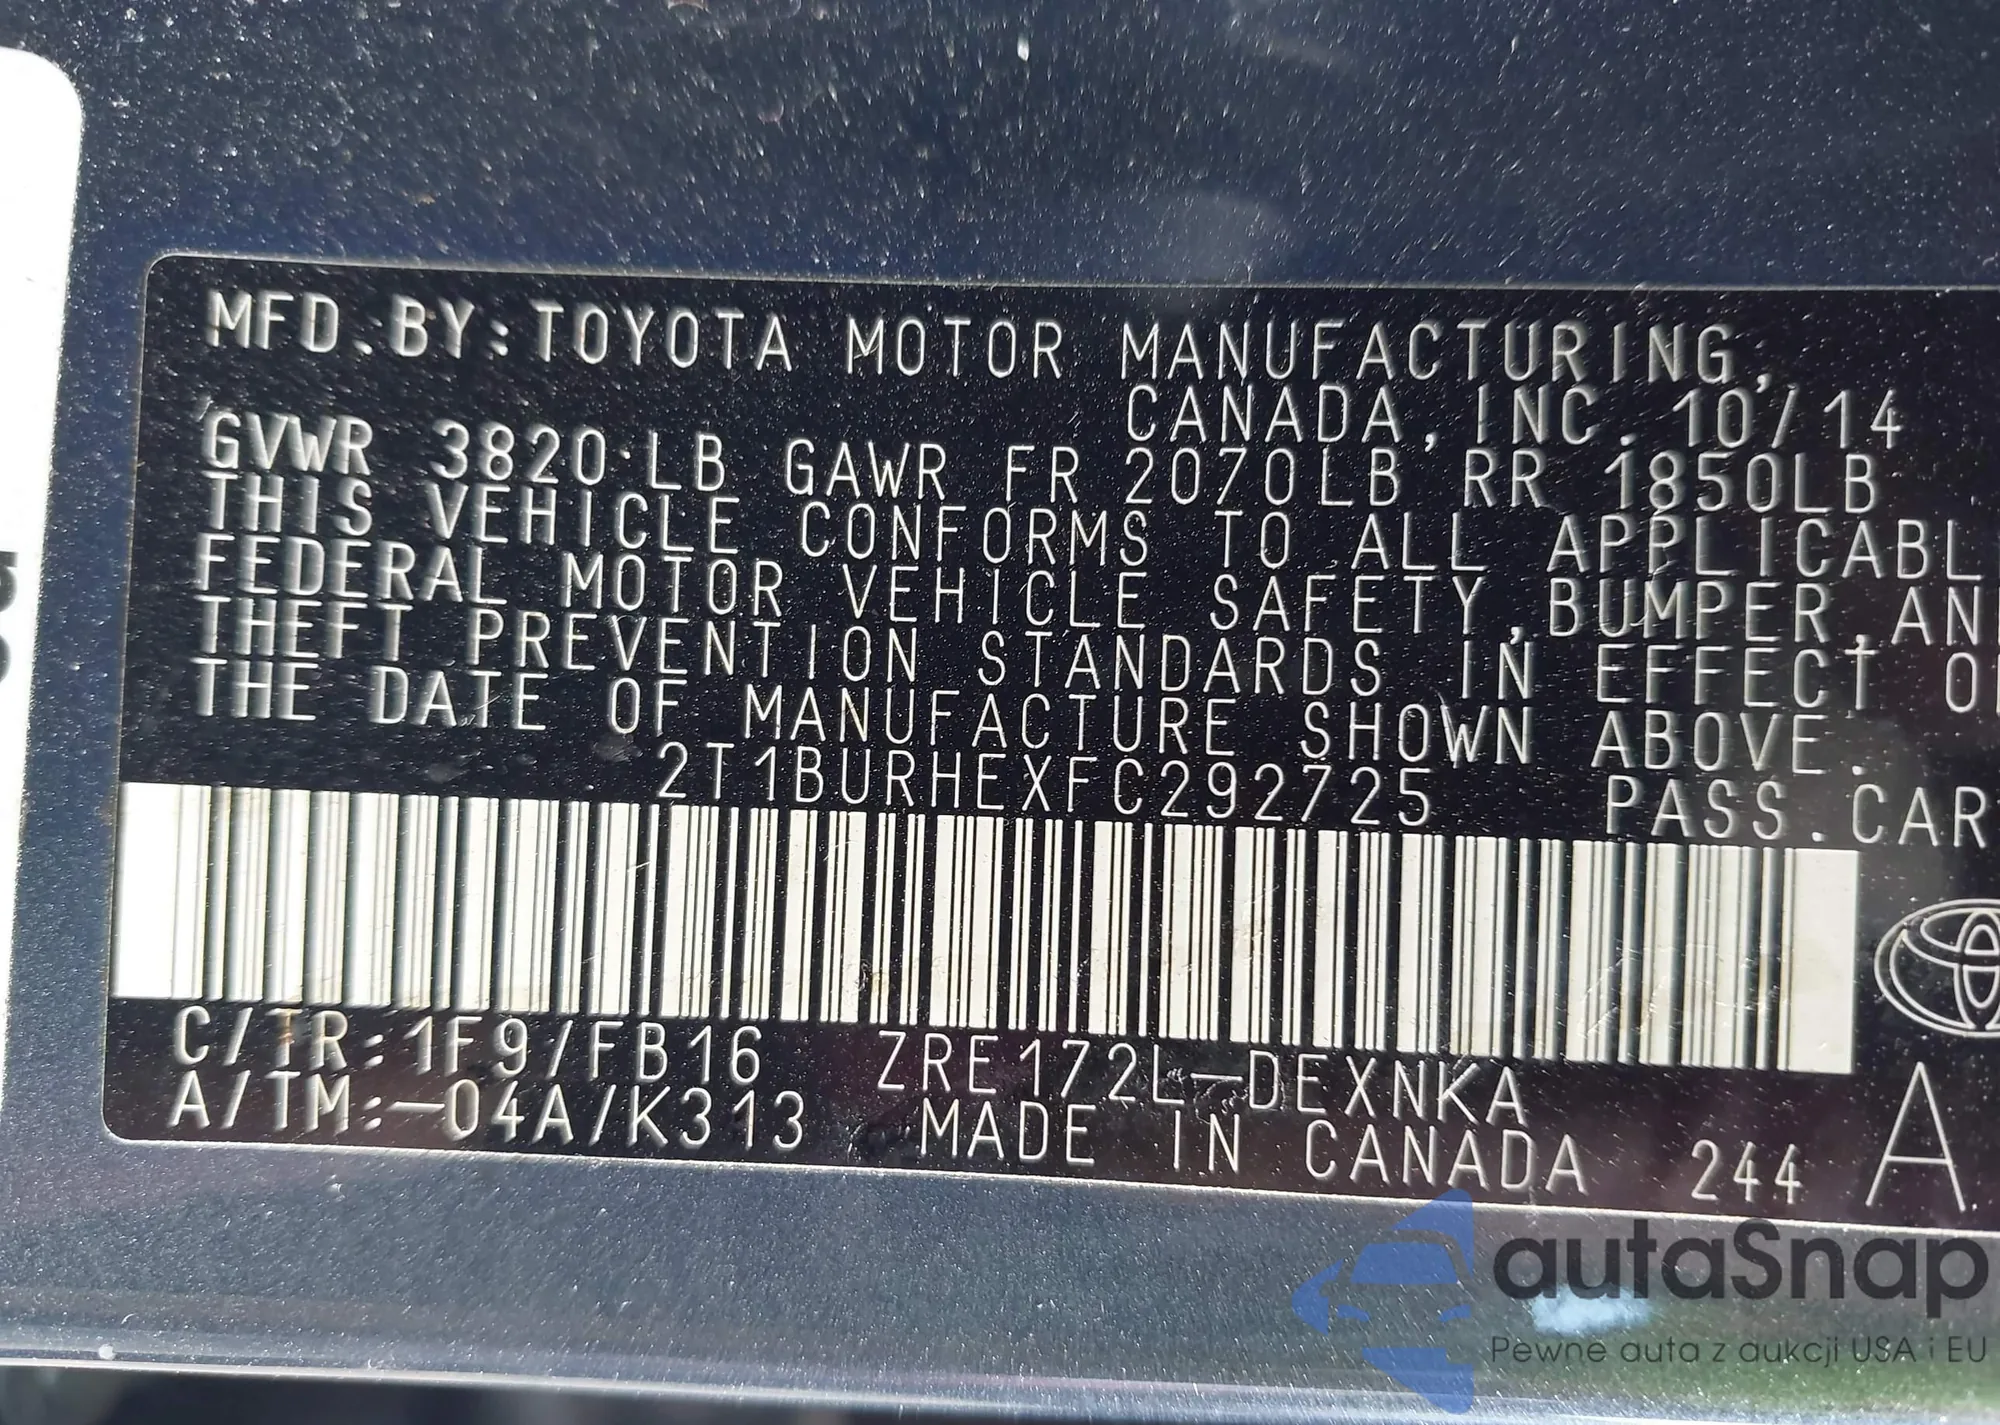 MFD.BY:TOYOTA MOTOR MANUFACTURING,
CANADA, INC. 10/14
GVWR 3820 LB GAWR FR 2070LB RR 1850LB
THIS VEHICLE CONFORMS TO ALL APPLICABL
FEDERAL MOTOR VEHICLE SAFETY,BUMPER,AN
THEFT PREVENTION STANDARDS IN EFFECT O
THE DATE OF MANUFACTURE SHOWN ABOVE.
2T1BURHEXFC292725 PASS.CAR
C/TR:1F9/FB16 ZRE172L-DEXNKA
A/TM:-04A/K313 MADE IN CANADA 244 A
autaSnap
Pewne auta z aukcji USA i EU